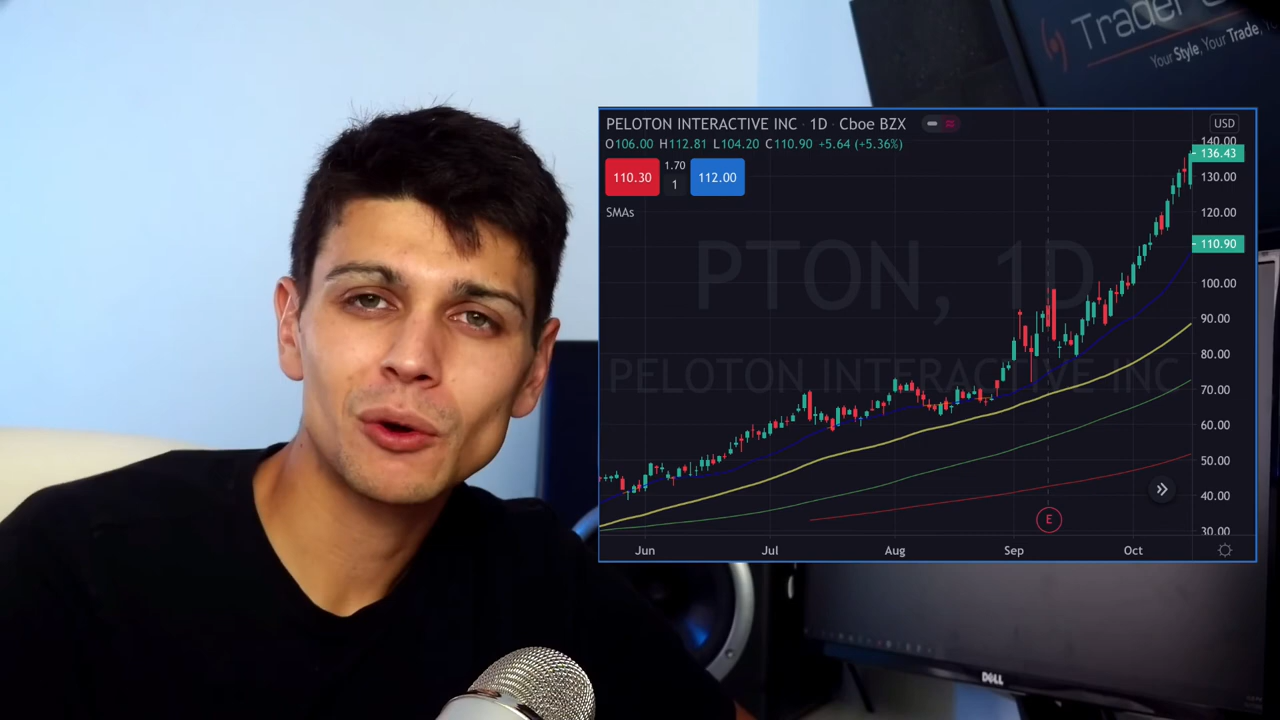 Trader
Your Style, Your Trade,
PELOTON INTERACTIVE INC · 1D · Cboe BZX
USD
O106.00 H112.81 L104.20 C110.90 +5.64 (+5.36%)
140.00
136.43
110.30
1.70
1
112.00
130.00
SMAs
120.00
PTON, 1D
110.90
100.00
90.00
PELOTON INTERACTIVE INC
80.00
70.00
60.00
50.00
40.00
E
30.00
Jun Jul Aug Sep Oct
DELL